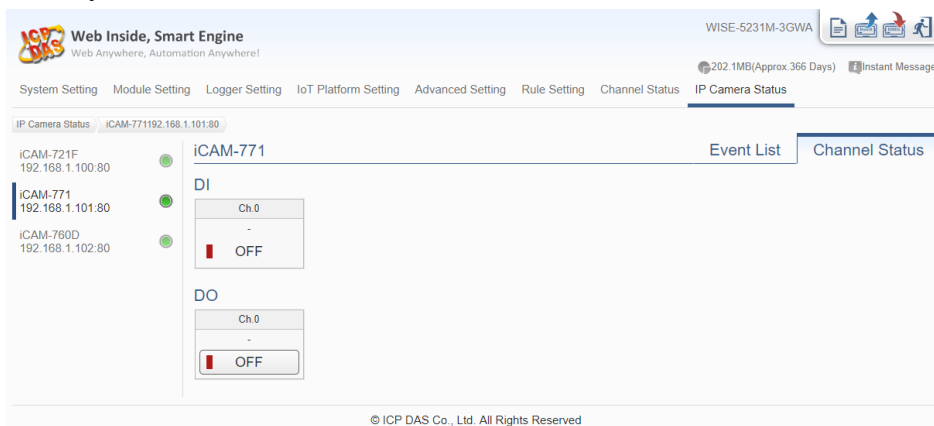 ICP
DAS
Web Inside, Smart Engine
Web Anywhere, Automation Anywhere!
WISE-5231M-3GWA
202.1MB(Approx.366 Days) Instant Message
System Setting Module Setting Logger Setting IoT Platform Setting Advanced Setting Rule Setting Channel Status IP Camera Status
IP Camera Status iCAM-771192.168.1.101:80
iCAM-721F
192.168.1.100:80
iCAM-771
192.168.1.101:80
iCAM-760D
192.168.1.102:80
iCAM-771
Event List Channel Status
DI
Ch.0
-
OFF
DO
Ch.0
-
OFF
© ICP DAS Co., Ltd. All Rights Reserved